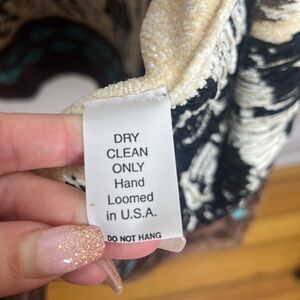 DRY
CLEAN
ONLY
Hand
Loomed
in U.S.A.
DO NOT HANG